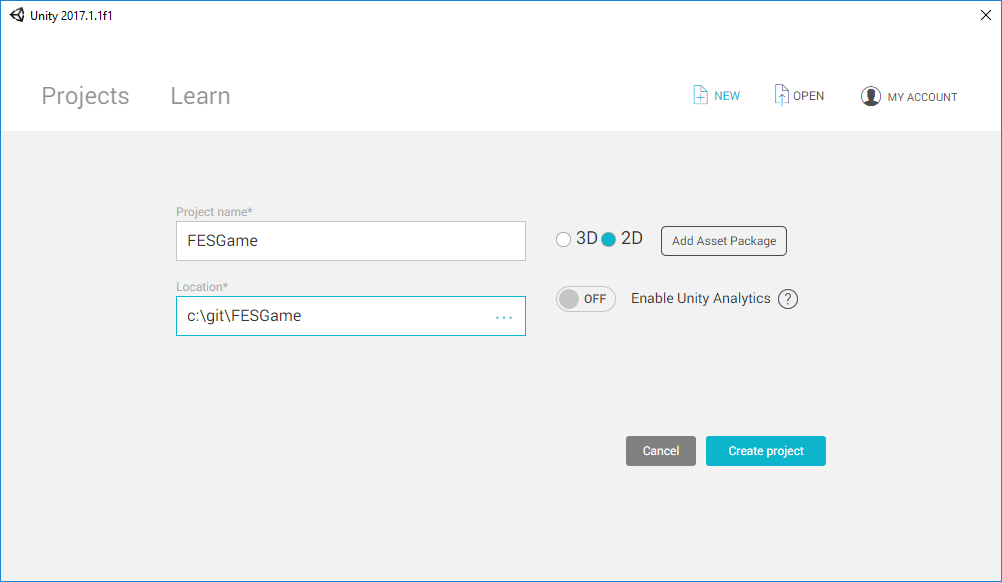 Unity 2017.1.1f1
Projects Learn NEW OPEN MY ACCOUNT
Project name*
FESGame 3D 2D Add Asset Package
Location*
c:\git\FESGame ... OFF Enable Unity Analytics ?
Cancel Create project